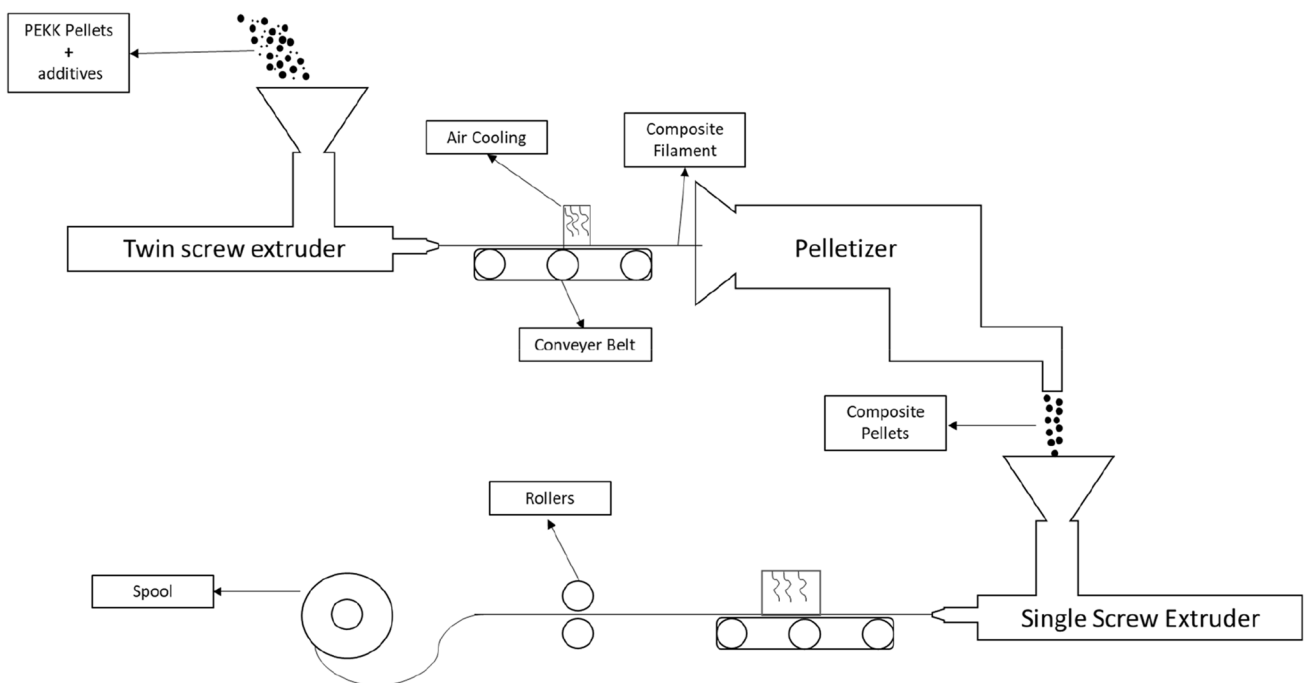 PEKK Pellets
+
additives
Air Cooling
Composite
Filament
Twin screw extruder
Pelletizer
Conveyer Belt
Composite
Pellets
Rollers
Spool
Single Screw Extruder